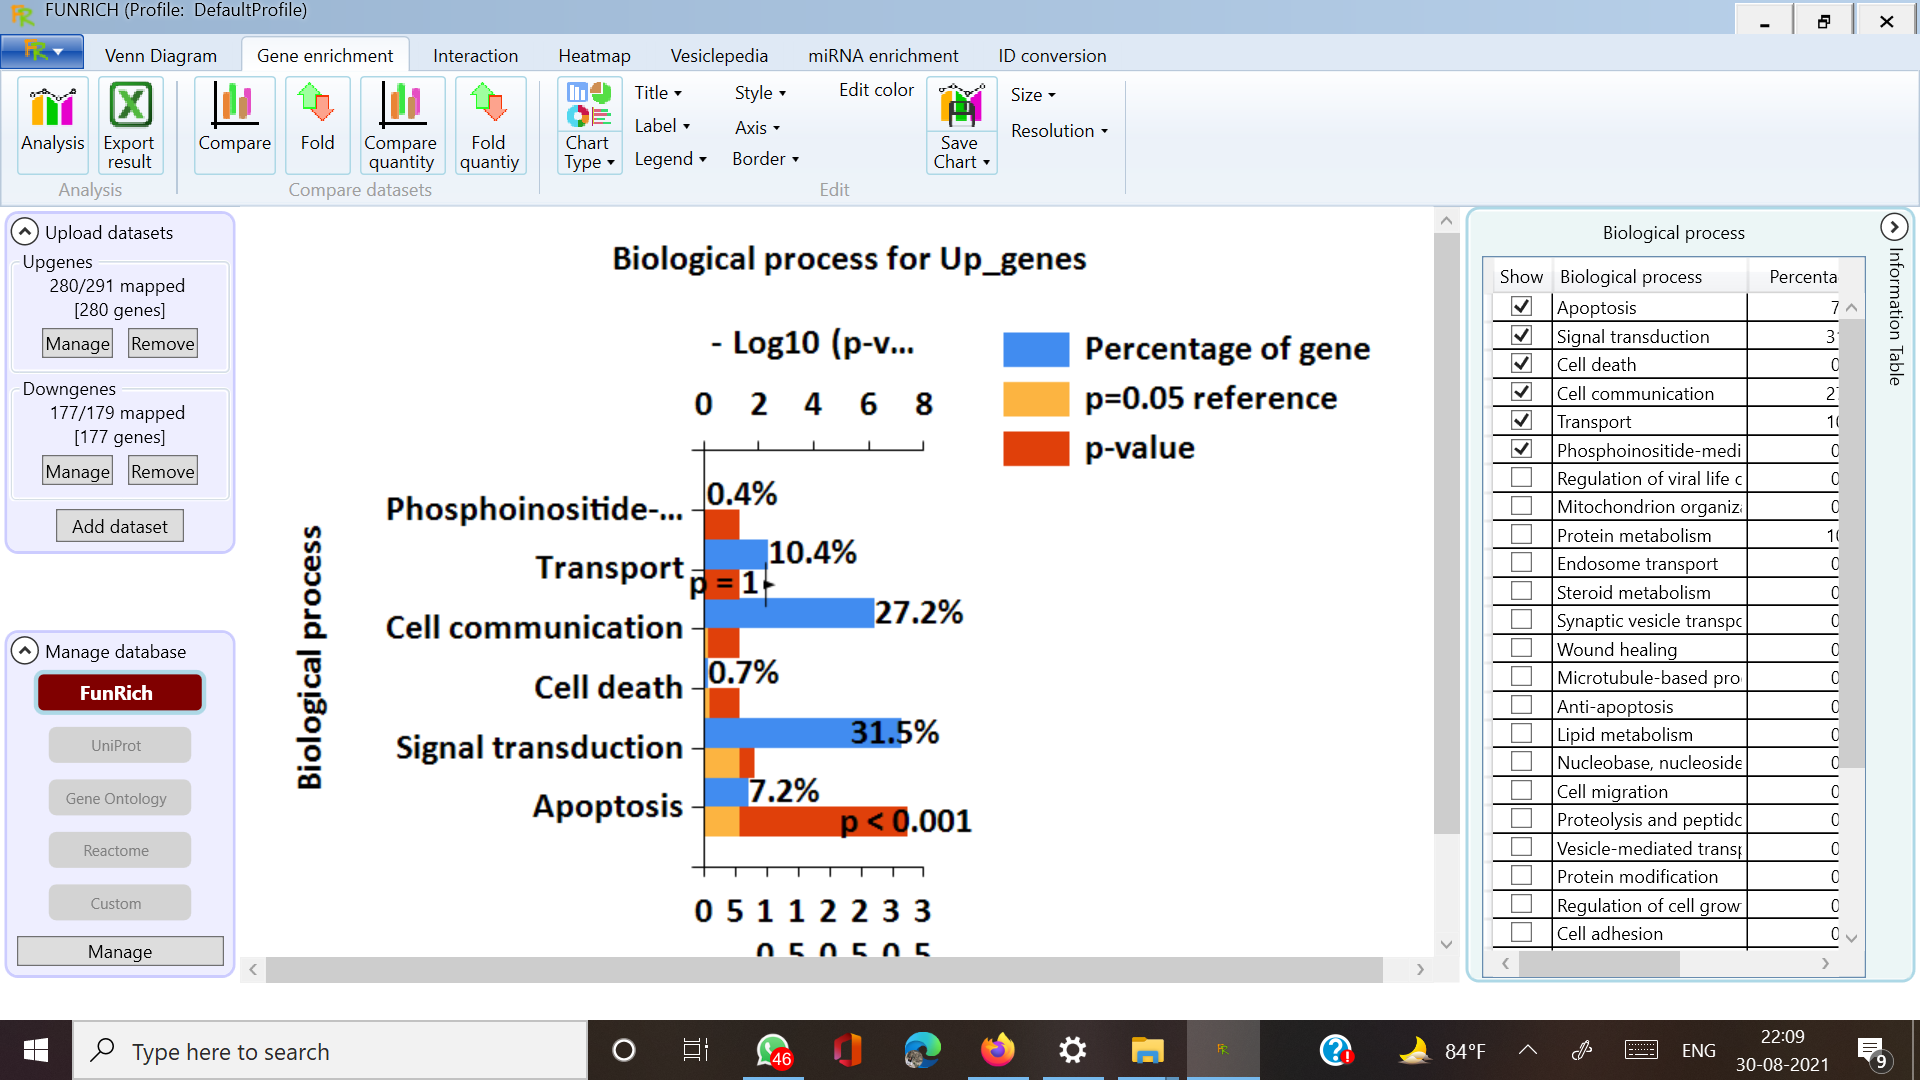 FUNRICH (Profile: DefaultProfile)
Venn Diagram Gene enrichment Interaction Heatmap Vesiclepedia miRNA enrichment ID conversion
Analysis
Export result
Analysis
Compare
Fold
Compare quantity
Fold quantiy
Compare datasets
Chart Type
Title
Label
Legend
Style
Axis
Border
Edit color
Save Chart
Size
Resolution
Edit
Upload datasets
Upgenes
280/291 mapped
[280 genes]
Manage Remove
Downgenes
177/179 mapped
[177 genes]
Manage Remove
Add dataset
Manage database
FunRich
UniProt
Gene Ontology
Reactome
Custom
Manage
Biological process for Up_genes
- Log10 (p-v...
0 2 4 6 8
Percentage of gene
p=0.05 reference
p-value
Biological process
Phosphoinositide-... 0.4%
Transport 10.4%
p = 1
Cell communication 27.2%
Cell death 0.7%
Signal transduction 31.5%
Apoptosis 7.2%
p < 0.001
0 5 1 1 2 2 3 3
0 5 0 5 0 5
Biological process
Information Table
Show Biological process Percenta
Apoptosis 7
Signal transduction 3
Cell death 0
Cell communication 2
Transport 10
Phosphoinositide-medi 0
Regulation of viral life c 0
Mitochondrion organiz 0
Protein metabolism 10
Endosome transport 0
Steroid metabolism 0
Synaptic vesicle transpo 0
Wound healing 0
Microtubule-based pro 0
Anti-apoptosis 0
Lipid metabolism 0
Nucleobase, nucleoside 0
Cell migration 0
Proteolysis and peptido 0
Vesicle-mediated transp 0
Protein modification 0
Regulation of cell grow 0
Cell adhesion 0
Type here to search
46
84°F
ENG
22:09
30-08-2021
9